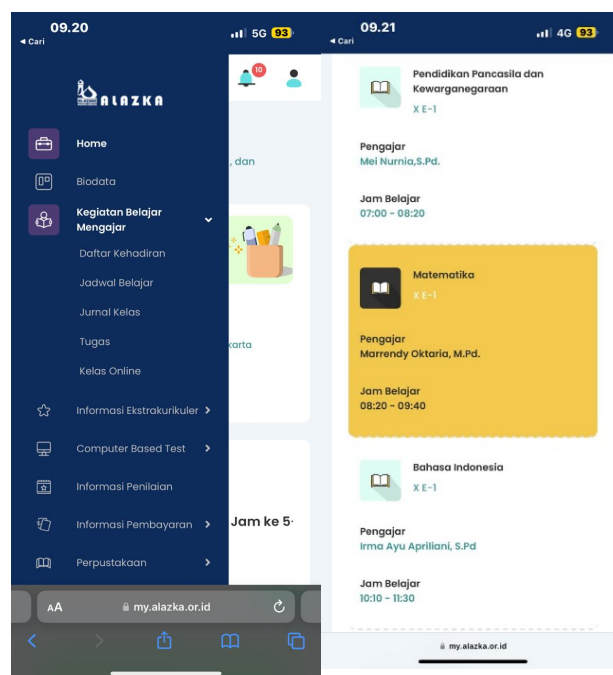 09.20
5G 93
◄ Cari
10
ALAZKA
Home
, dan
Biodata
Kegiatan Belajar
Mengajar
Daftar Kehadiran
Jadwal Belajar
Jurnal Kelas
Tugas
karta
Kelas Online
Informasi Ekstrakurikuler
Computer Based Test
Informasi Penilaian
Informasi Pembayaran
Jam ke 5-
Perpustakaan
AA
my.alazka.or.id
09.21
4G 93
◄ Cari
Pendidikan Pancasila dan
Kewarganegaraan
X E-1
Pengajar
Mei Nurnia,S.Pd.
Jam Belajar
07:00 - 08:20
Matematika
X E-1
Pengajar
Marrendy Oktaria, M.Pd.
Jam Belajar
08:20 - 09:40
Bahasa Indonesia
X E-1
Pengajar
Irma Ayu Apriliani, S.Pd
Jam Belajar
10:10 - 11:30
my.alazka.or.id